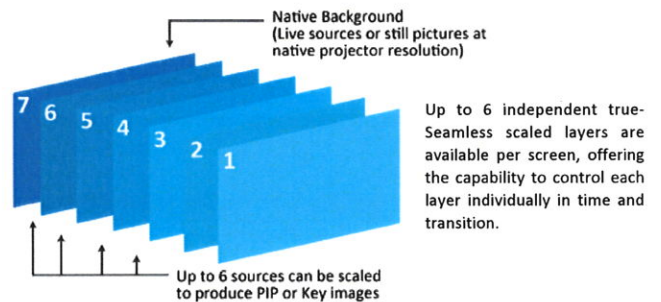 Native Background
(Live sources or still pictures at
native projector resolution)
7
6
5
4
3
2
1
Up to 6 independent true-
Seamless scaled layers are
available per screen, offering
the capability to control each
layer individually in time and
transition.
Up to 6 sources can be scaled
to produce PIP or Key images